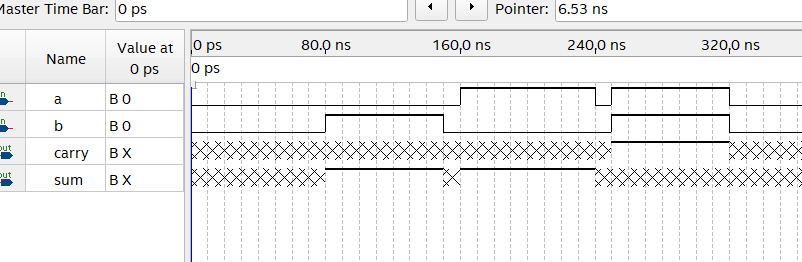 Master Time Bar: 0 ps Pointer: 6.53 ns
Name Value at 0 ps
0 ps 80.0 ns 160.0 ns 240.0 ns 320.0 ns
0 ps
in a B 0
in b B 0
out carry B X
out sum B X